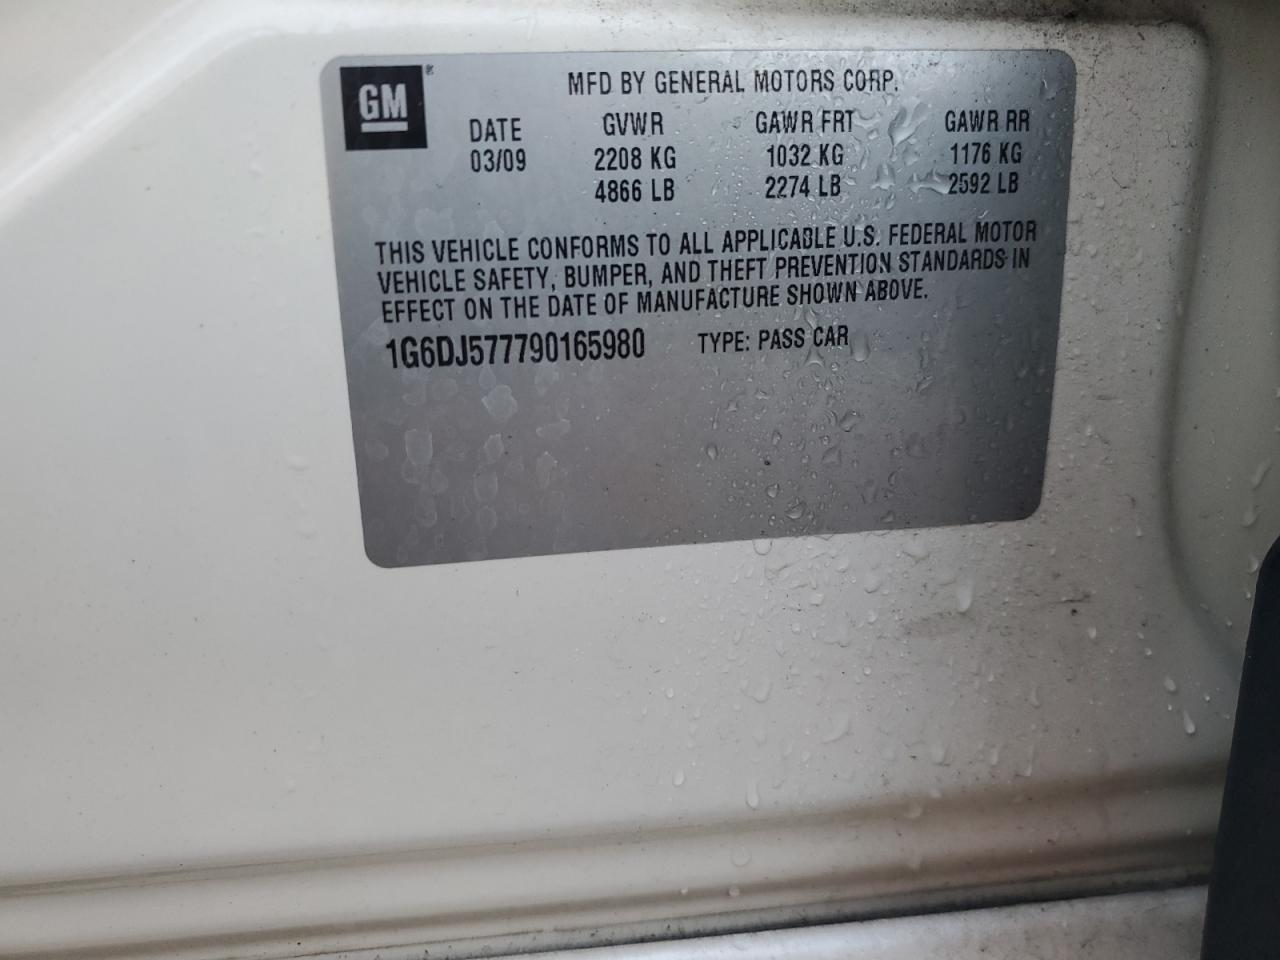 GM®
MFD BY GENERAL MOTORS CORP.
DATE GVWR GAWR FRT GAWR RR
03/09 2208 KG 1032 KG 1176 KG
4866 LB 2274 LB 2592 LB
THIS VEHICLE CONFORMS TO ALL APPLICABLE U.S. FEDERAL MOTOR
VEHICLE SAFETY, BUMPER, AND THEFT PREVENTION STANDARDS IN
EFFECT ON THE DATE OF MANUFACTURE SHOWN ABOVE.
1G6DJ577790165980 TYPE: PASS CAR